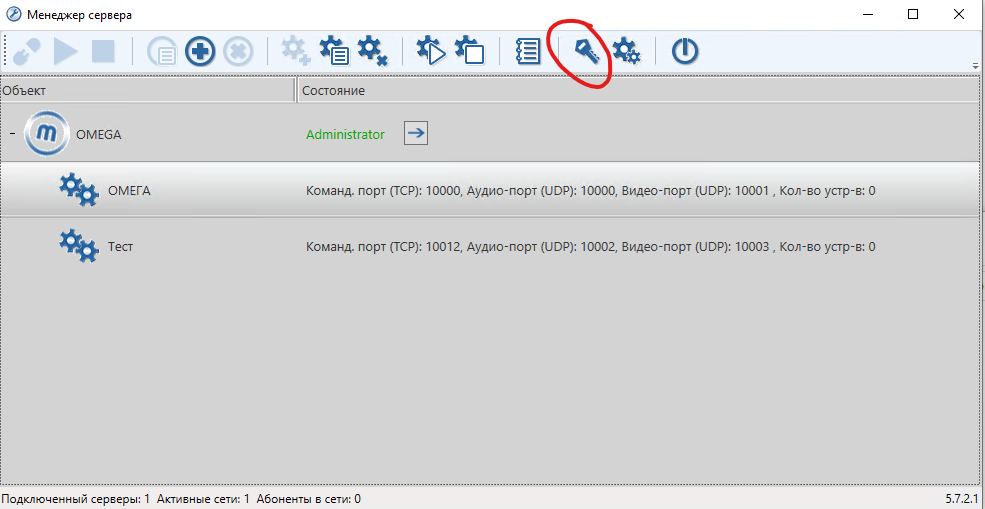 Менеджер сервера
Объект Состояние
m OMEGA Administrator
ОМЕГА Команд. порт (TCP): 10000, Аудио-порт (UDP): 10000, Видео-порт (UDP): 10001 , Кол-во устр-в: 0
Тест Команд. порт (TCP): 10012, Аудио-порт (UDP): 10002, Видео-порт (UDP): 10003 , Кол-во устр-в: 0
Подключенный серверы: 1 Активные сети: 1 Абоненты в сети: 0 5.7.2.1